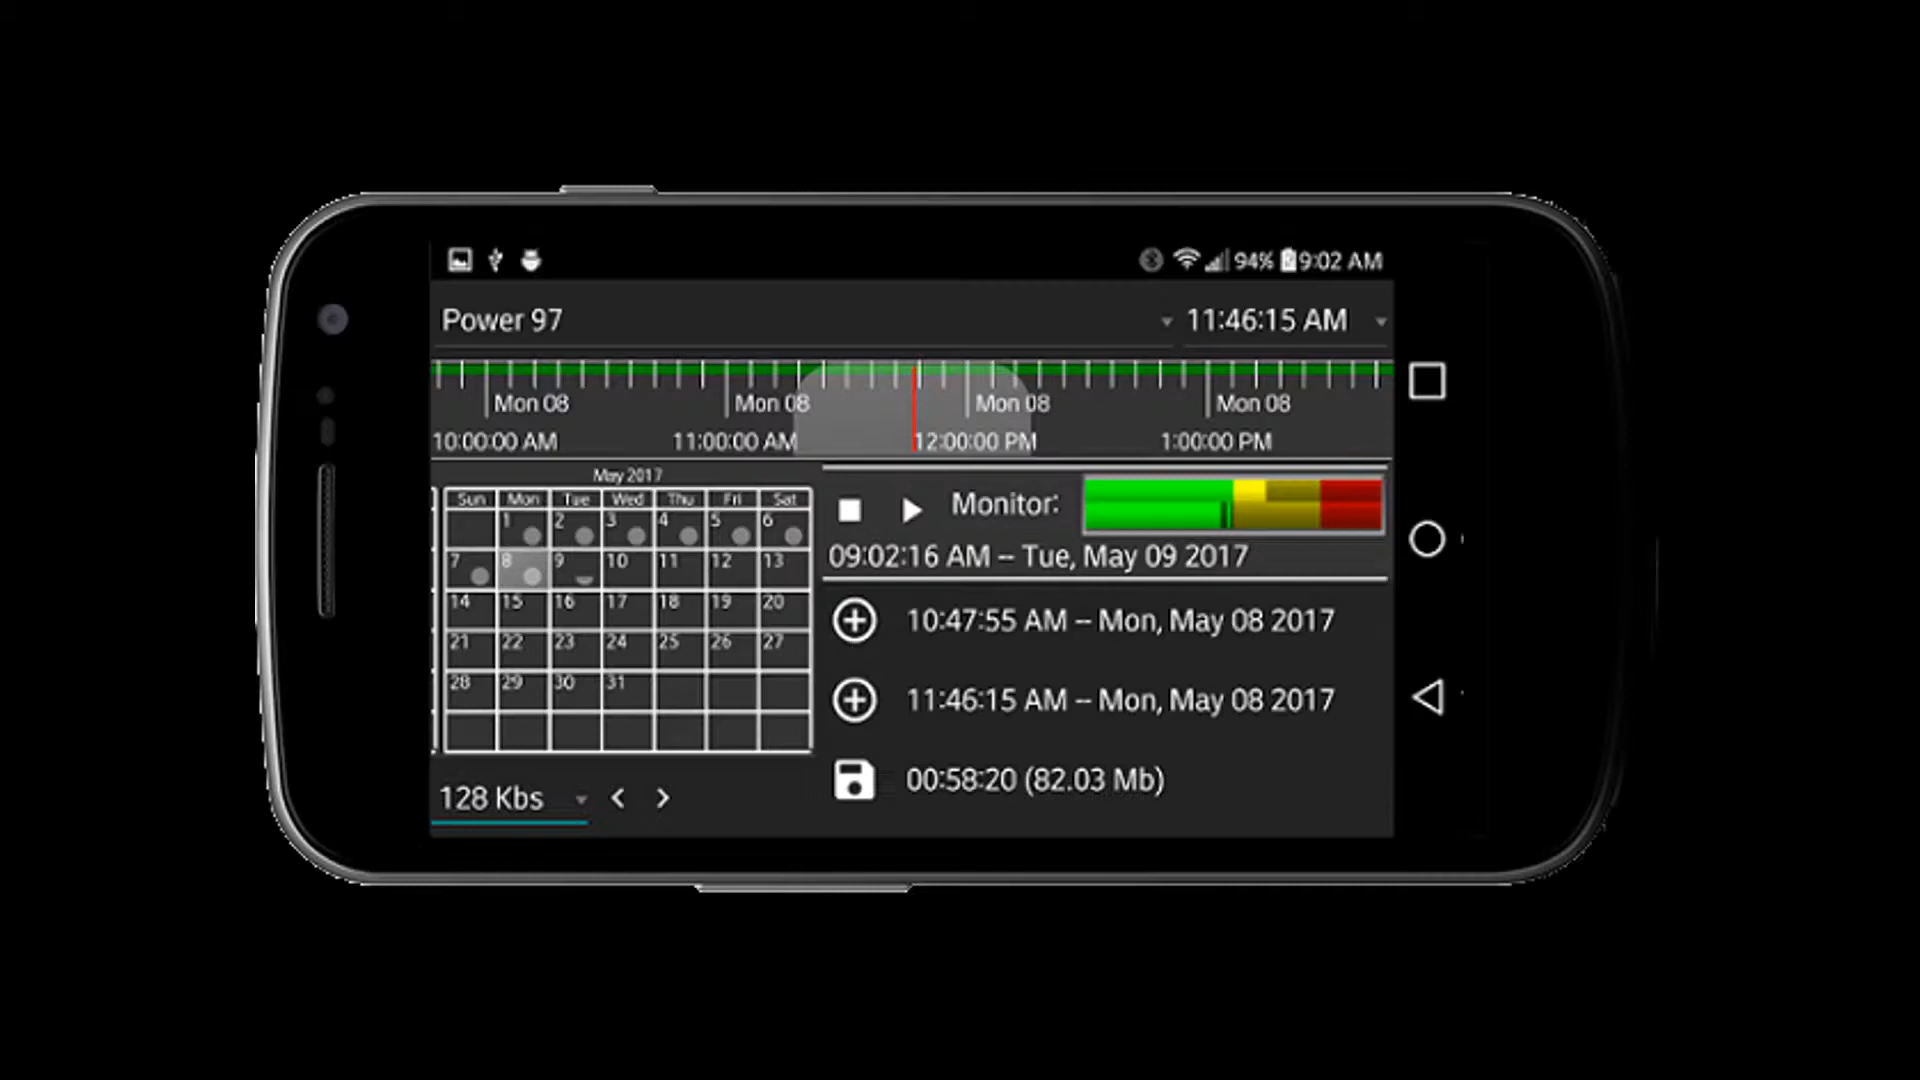 94% 9:02 AM
Power 97 11:46:15 AM
Mon 08 Mon 08 Mon 08 Mon 08
10:00:00 AM 11:00:00 AM 12:00:00 PM 1:00:00 PM
May 2017
Sun Mon Tue Wed Thu Fri Sat
1 2 3 4 5 6
7 8 9 10 11 12 13
14 15 16 17 18 19 20
21 22 23 24 25 26 27
28 29 30 31
128 Kbs < >
Monitor:
09:02:16 AM -- Tue, May 09 2017
10:47:55 AM -- Mon, May 08 2017
11:46:15 AM -- Mon, May 08 2017
00:58:20 (82.03 Mb)